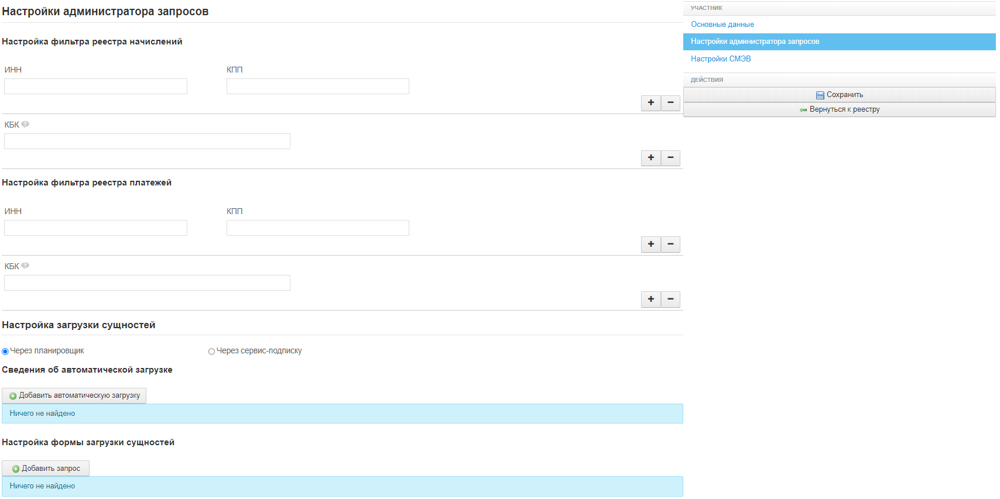 Настройки администратора запросов
Настройка фильтра реестра начислений
ИНН КПП
+ −
КБК ?
+ −
Настройка фильтра реестра платежей
ИНН КПП
+ −
КБК ?
+ −
Настройка загрузки сущностей
Через планировщик Через сервис-подписку
Сведения об автоматической загрузке
Добавить автоматическую загрузку
Ничего не найдено
Настройка формы загрузки сущностей
Добавить запрос
Ничего не найдено
УЧАСТНИК
Основные данные
Настройки администратора запросов
Настройки СМЭВ
ДЕЙСТВИЯ
Сохранить
Вернуться к реестру